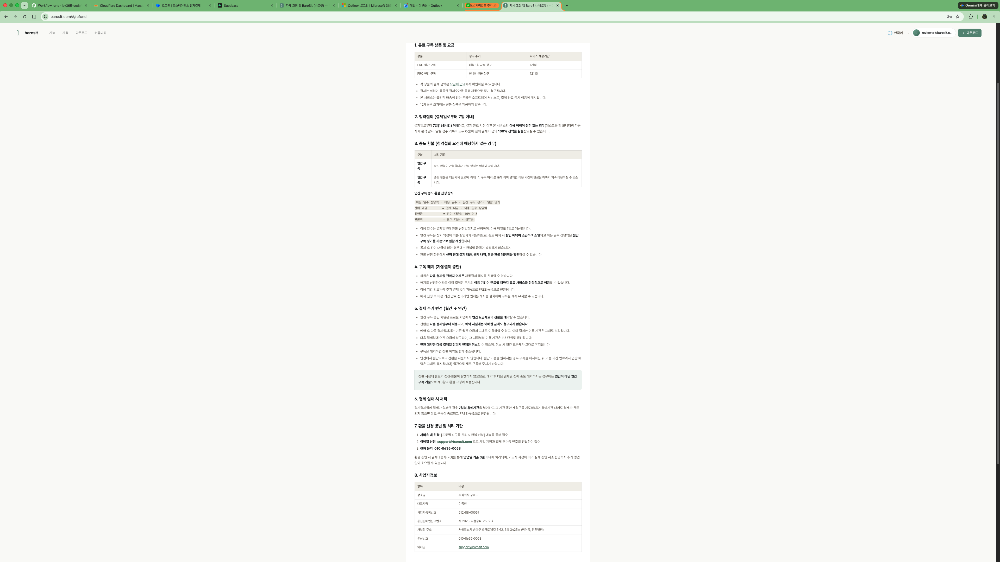 Workflow runs · jay365-code
Cloudflare Dashboard | Mana
로그인 | 토스페이먼츠 전자결제
Supabase
자세 교정 앱 BaroSit (바로씻) —
Outlook 로그인 | Microsoft 365
메일 - 이 종현 - Outlook
✅토스페이먼츠 추가 요
자세 교정 앱 BaroSit (바로씻) —
Gemini에게 물어보기
barosit.com/#/refund
barosit
기능
가격
다운로드
커뮤니티
한국어
R
reviewer@barosit.c...
→ 다운로드
1. 유료 구독 상품 및 요금
상품 청구 주기 서비스 제공기간
PRO 월간 구독 매월 1회 자동 청구 1개월
PRO 연간 구독 연 1회 선불 청구 12개월
• 각 상품의 결제 금액은 요금제 안내에서 확인하실 수 있습니다.
• 결제는 회원이 등록한 결제수단을 통해 자동으로 정기 청구됩니다.
• 본 서비스는 물리적 배송이 없는 온라인 소프트웨어 서비스로, 결제 완료 즉시 이용이 개시됩니다.
• 12개월을 초과하는 선불 상품은 제공하지 않습니다.
2. 청약철회 (결제일로부터 7일 이내)
결제일로부터 7일(168시간) 이내이고, 결제 완료 시점 이후 본 서비스의 이용 이력이 전혀 없는 경우(데스크톱 앱 모니터링 가동,
자세 분석 감지, 일별 점수 기록이 모두 0건)에 한해 결제 대금의 100% 전액을 환불받으실 수 있습니다.
3. 중도 환불 (청약철회 요건에 해당하지 않는 경우)
구분 처리 기준
연간 구
독
중도 환불이 가능합니다. 산정 방식은 아래와 같습니다.
월간 구
독
중도 환불은 제공되지 않으며, 아래 「4. 구독 해지」를 통해 이미 결제한 이용 기간이 만료될 때까지 계속 이용하실 수 있습
니다.
연간 구독 중도 환불 산정 방식
이용 일수 상당액 = 이용 일수 × 월간 구독 정가의 일할 단가
잔여 대금 = 결제 대금 − 이용 일수 상당액
위약금 = 잔여 대금의 10% 이내
환불액 = 잔여 대금 − 위약금
• 이용 일수는 결제일부터 환불 신청일까지로 산정하며, 이용 당일도 1일로 계산합니다.
• 연간 구독은 장기 약정에 따른 할인가가 적용되므로, 중도 해지 시 할인 혜택이 소급하여 소멸되고 이용 일수 상당액은 월간
구독 정가를 기준으로 일할 계산합니다.
• 공제 후 잔여 대금이 없는 경우에는 환불할 금액이 발생하지 않습니다.
• 환불 신청 화면에서 신청 전에 결제 대금, 공제 내역, 최종 환불 예정액을 확인하실 수 있습니다.
4. 구독 해지 (자동결제 중단)
• 회원은 다음 결제일 전까지 언제든 자동결제 해지를 신청할 수 있습니다.
• 해지를 신청하더라도 이미 결제된 주기의 이용 기간이 만료될 때까지 유료 서비스를 정상적으로 이용할 수 있습니다.
• 이용 기간 만료일에 추가 결제 없이 자동으로 FREE 등급으로 전환됩니다.
• 해지 신청 후 이용 기간 만료 전이라면 언제든 해지를 철회하여 구독을 계속 유지할 수 있습니다.
5. 결제 주기 변경 (월간 → 연간)
• 월간 구독 중인 회원은 프로필 화면에서 연간 요금제로의 전환을 예약할 수 있습니다.
• 전환은 다음 결제일부터 적용되며, 예약 시점에는 어떠한 금액도 청구되지 않습니다.
• 예약 후 다음 결제일까지는 기존 월간 요금제 그대로 이용하실 수 있고, 이미 결제한 이용 기간은 그대로 보장됩니다.
• 다음 결제일에 연간 요금이 청구되며, 그 시점부터 이용 기간은 1년 단위로 갱신됩니다.
• 전환 예약은 다음 결제일 전까지 언제든 취소할 수 있으며, 취소 시 월간 요금제가 그대로 유지됩니다.
• 구독을 해지하면 전환 예약도 함께 취소됩니다.
• 연간에서 월간으로의 전환은 지원하지 않습니다. 월간 이용을 원하시는 경우 구독을 해지하신 뒤(이용 기간 만료까지 연간 혜
택은 그대로 유지됩니다) 월간으로 새로 구독해 주시기 바랍니다.
전환 시점에 별도의 정산·환불이 발생하지 않으므로, 예약 후 다음 결제일 전에 중도 해지하시는 경우에는 연간이 아닌 월간
구독 기준으로 제3항의 환불 규정이 적용됩니다.
6. 결제 실패 시 처리
정기결제일에 결제가 실패한 경우 7일의 유예기간을 부여하고 그 기간 동안 재청구를 시도합니다. 유예기간 내에도 결제가 완료
되지 않으면 유료 구독이 종료되고 FREE 등급으로 전환됩니다.
7. 환불 신청 방법 및 처리 기한
1. 서비스 내 신청: [프로필 > 구독 관리 > 환불 신청] 메뉴를 통해 접수
2. 이메일 신청: support@barosit.com 으로 가입 계정과 결제 영수증 번호를 전달하여 접수
3. 전화 문의: 010-8635-0058
환불 승인 시 결제대행사(PG)를 통해 영업일 기준 3일 이내에 처리되며, 카드사 사정에 따라 실제 승인 취소 반영까지 추가 영업
일이 소요될 수 있습니다.
8. 사업자정보
항목 내용
상호명 주식회사 구비드
대표자명 이종현
사업자등록번호 512-88-00059
통신판매업신고번호 제 2025-서울송파-2552 호
사업장 주소 서울특별시 송파구 오금로15길 5-12, 3층 3425호 (방이동, 정환빌딩)
유선번호 010-8635-0058
이메일 support@barosit.com